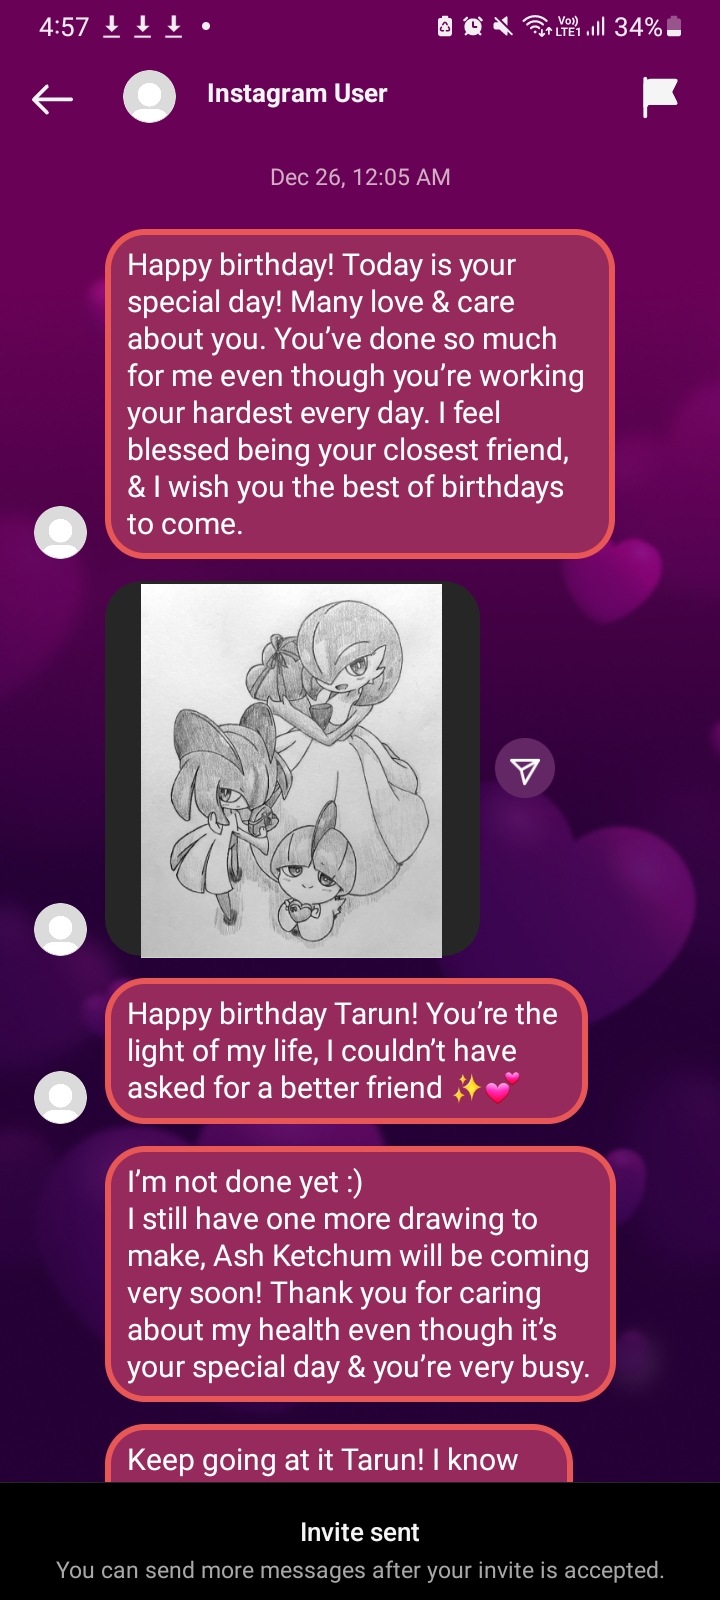 4:57
Vo)) LTE1 34%
Instagram User
Dec 26, 12:05 AM
Happy birthday! Today is your
special day! Many love & care
about you. You’ve done so much
for me even though you’re working
your hardest every day. I feel
blessed being your closest friend,
& I wish you the best of birthdays
to come.
Happy birthday Tarun! You’re the
light of my life, I couldn’t have
asked for a better friend ✨💕
I’m not done yet :)
I still have one more drawing to
make, Ash Ketchum will be coming
very soon! Thank you for caring
about my health even though it’s
your special day & you’re very busy.
Keep going at it Tarun! I know
Invite sent
You can send more messages after your invite is accepted.